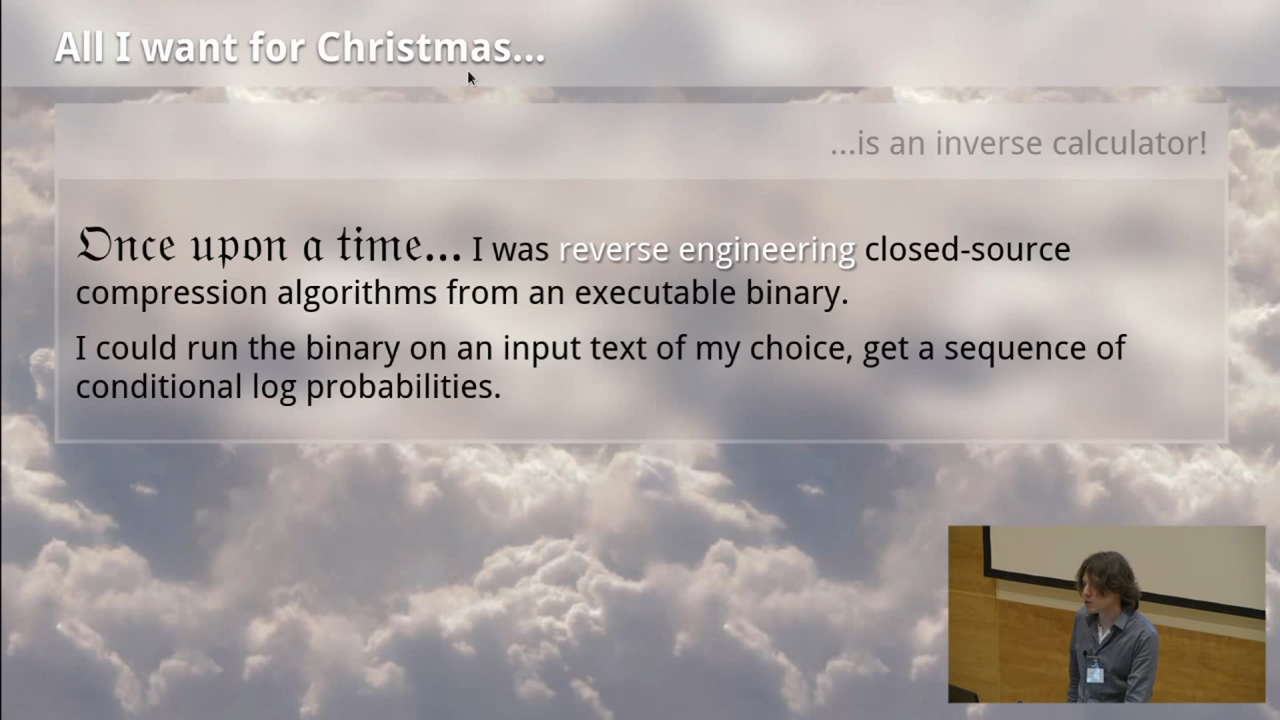 All I want for Christmas...
...is an inverse calculator!
Once upon a time... I was reverse engineering closed-source
compression algorithms from an executable binary.
I could run the binary on an input text of my choice, get a sequence of
conditional log probabilities.